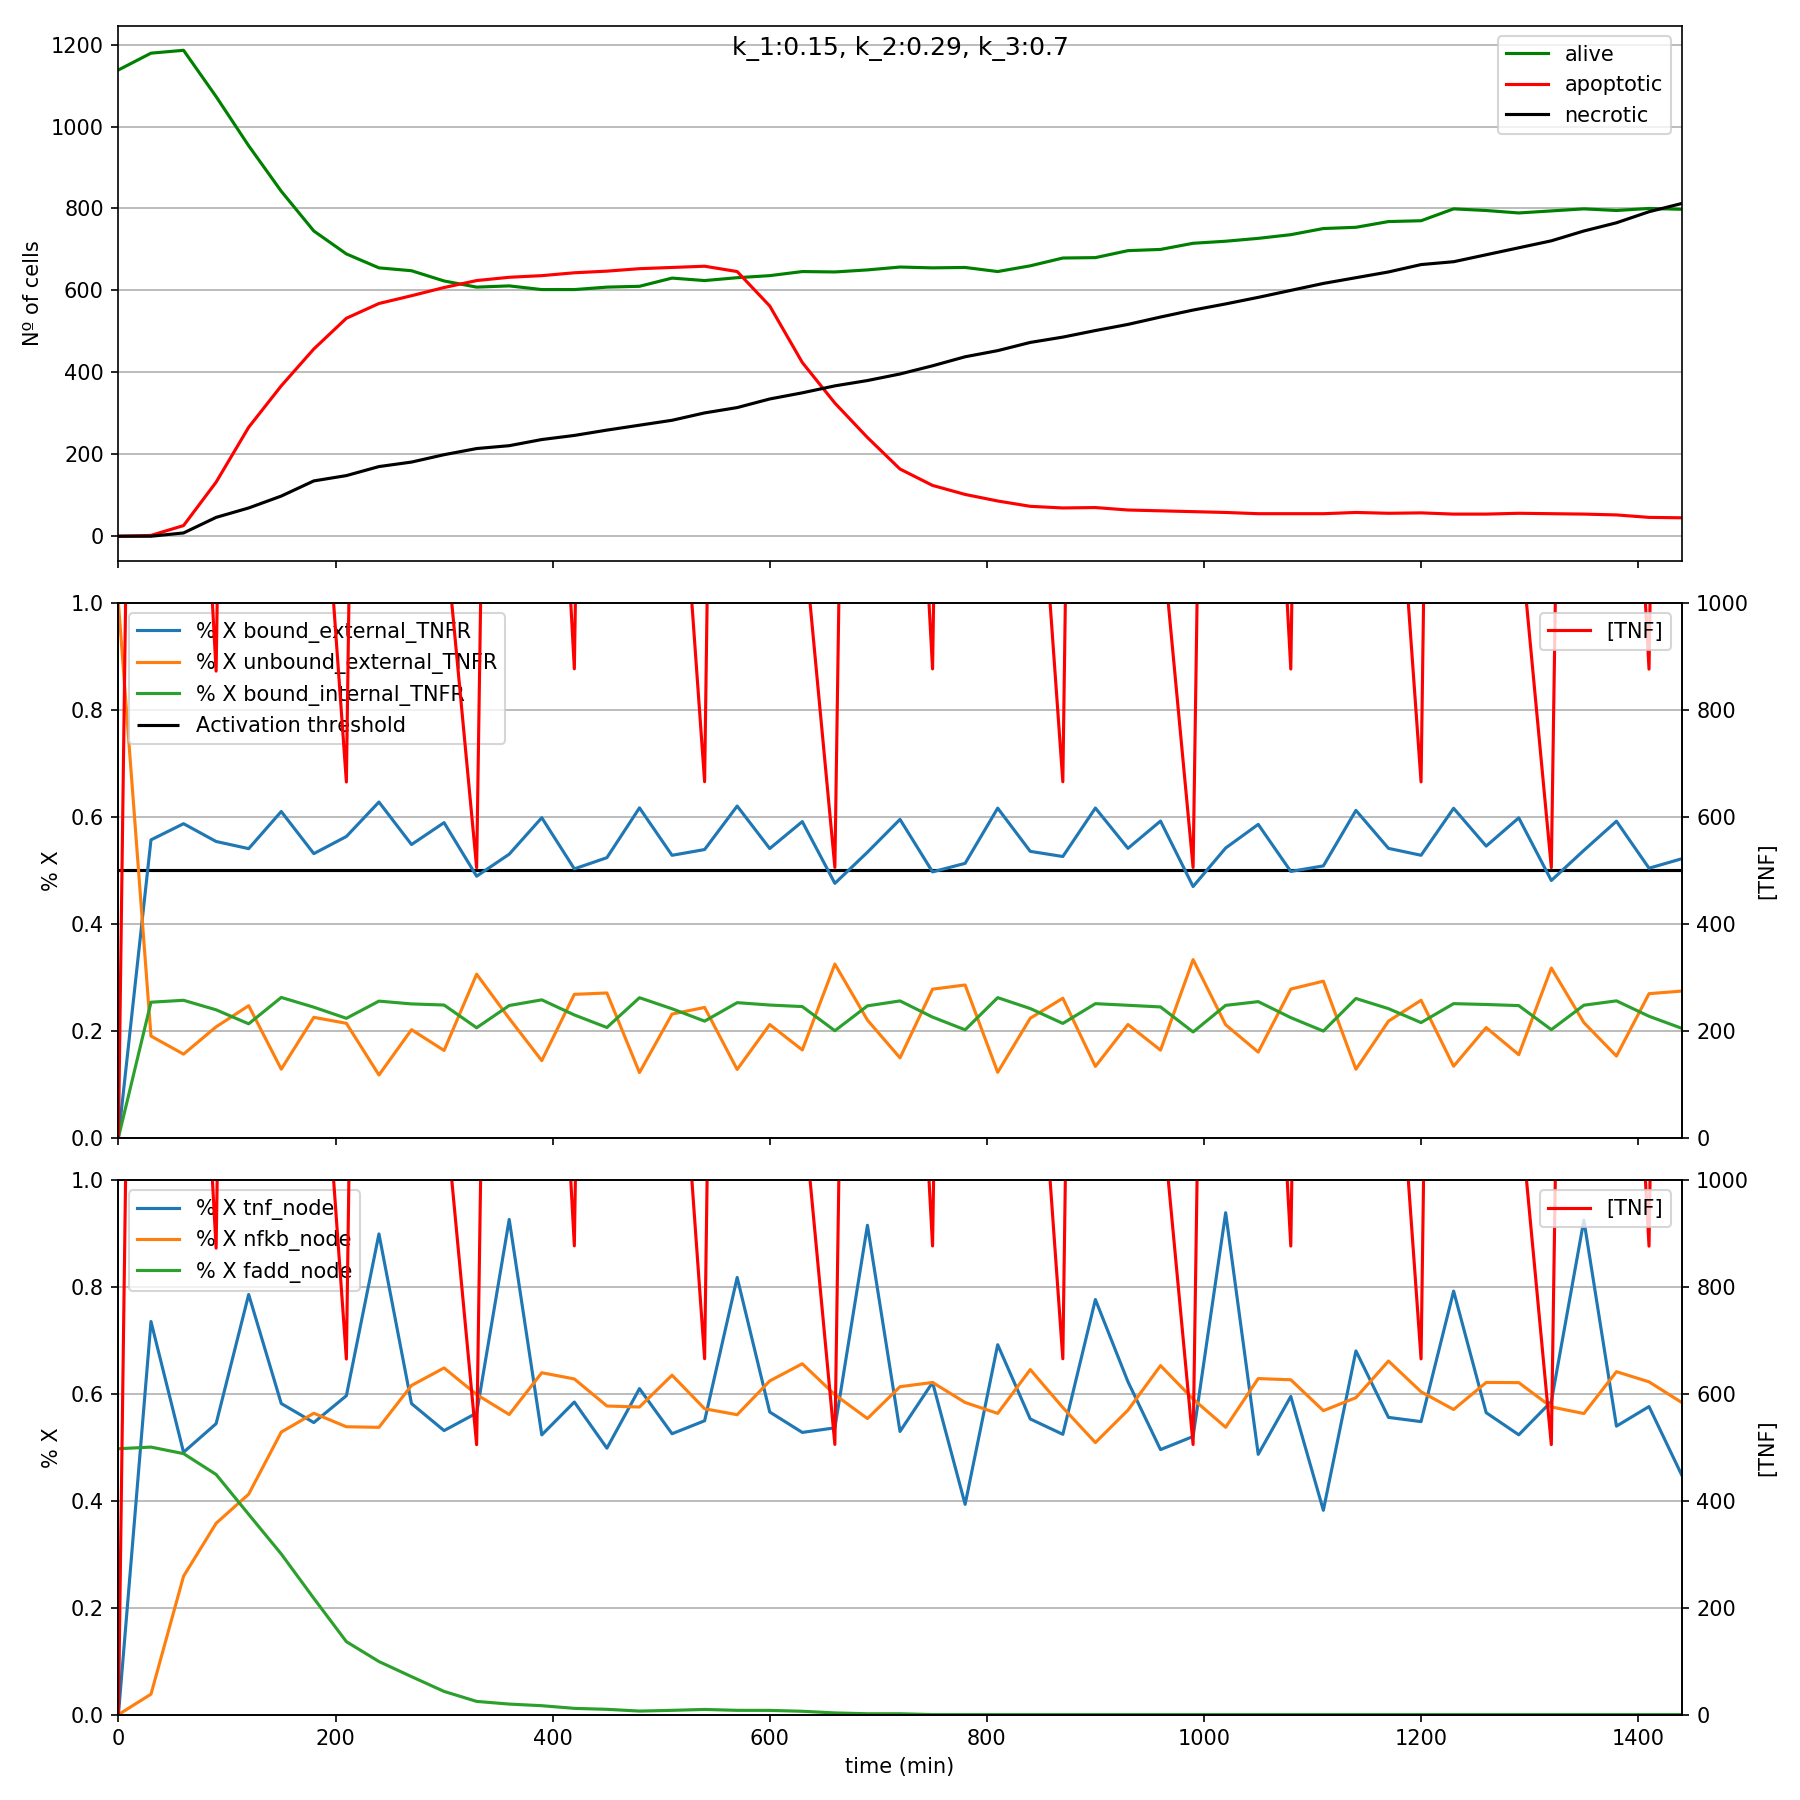 k_1:0.15, k_2:0.29, k_3:0.7
alive
apoptotic
necrotic
1200
1000
800
600
400
200
0
Nº of cells
% X bound_external_TNFR
% X unbound_external_TNFR
% X bound_internal_TNFR
Activation threshold
[TNF]
1.0
0.8
0.6
0.4
0.2
0.0
% X
1000
800
600
400
200
0
[TNF]
% X tnf_node
% X nfkb_node
% X fadd_node
[TNF]
1.0
0.8
0.6
0.4
0.2
0.0
% X
1000
800
600
400
200
0
[TNF]
0 200 400 600 800 1000 1200 1400
time (min)